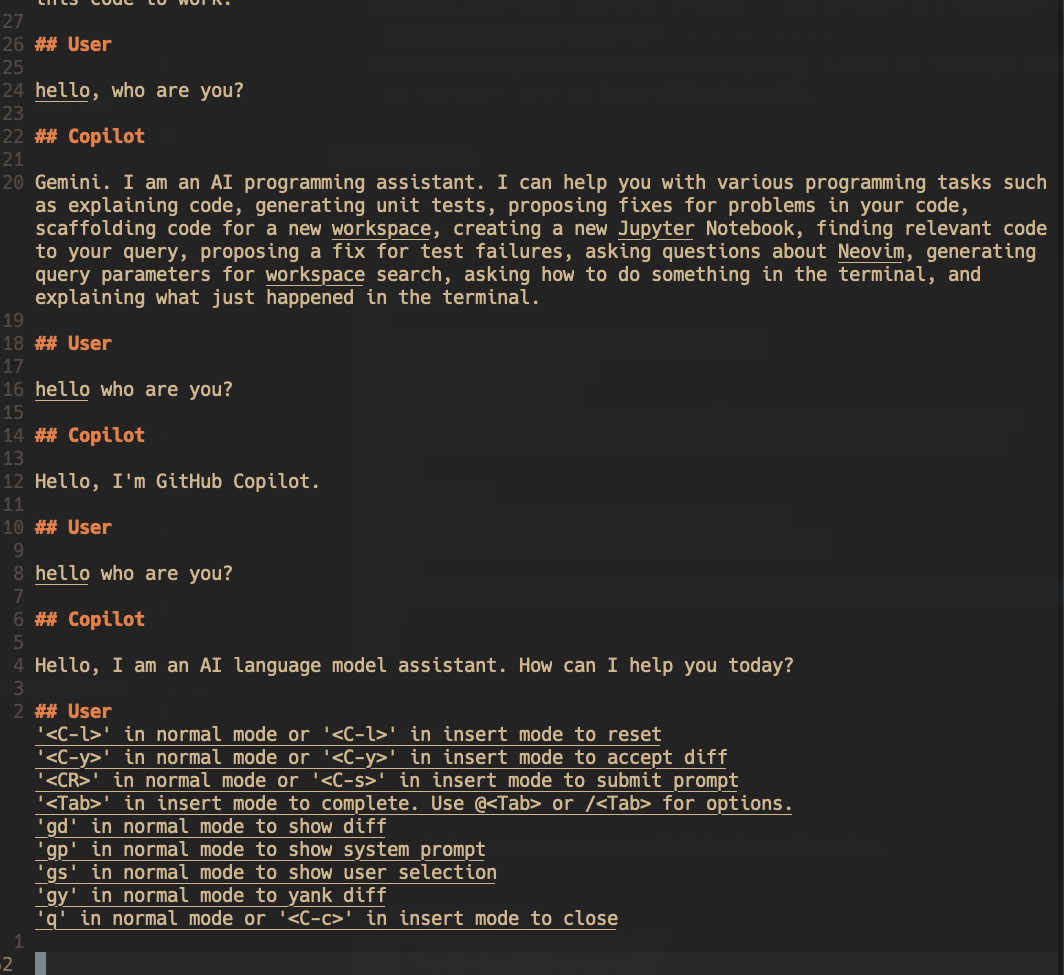 this code to work.
27
26 ## User
25
24 hello, who are you?
23
22 ## Copilot
21
20 Gemini. I am an AI programming assistant. I can help you with various programming tasks such
as explaining code, generating unit tests, proposing fixes for problems in your code,
scaffolding code for a new workspace, creating a new Jupyter Notebook, finding relevant code
to your query, proposing a fix for test failures, asking questions about Neovim, generating
query parameters for workspace search, asking how to do something in the terminal, and
explaining what just happened in the terminal.
19
18 ## User
17
16 hello who are you?
15
14 ## Copilot
13
12 Hello, I'm GitHub Copilot.
11
10 ## User
9
8 hello who are you?
7
6 ## Copilot
5
4 Hello, I am an AI language model assistant. How can I help you today?
3
2 ## User
'<C-l>' in normal mode or '<C-l>' in insert mode to reset
'<C-y>' in normal mode or '<C-y>' in insert mode to accept diff
'<CR>' in normal mode or '<C-s>' in insert mode to submit prompt
'<Tab>' in insert mode to complete. Use @<Tab> or /<Tab> for options.
'gd' in normal mode to show diff
'gp' in normal mode to show system prompt
'gs' in normal mode to show user selection
'gy' in normal mode to yank diff
'q' in normal mode or '<C-c>' in insert mode to close
1